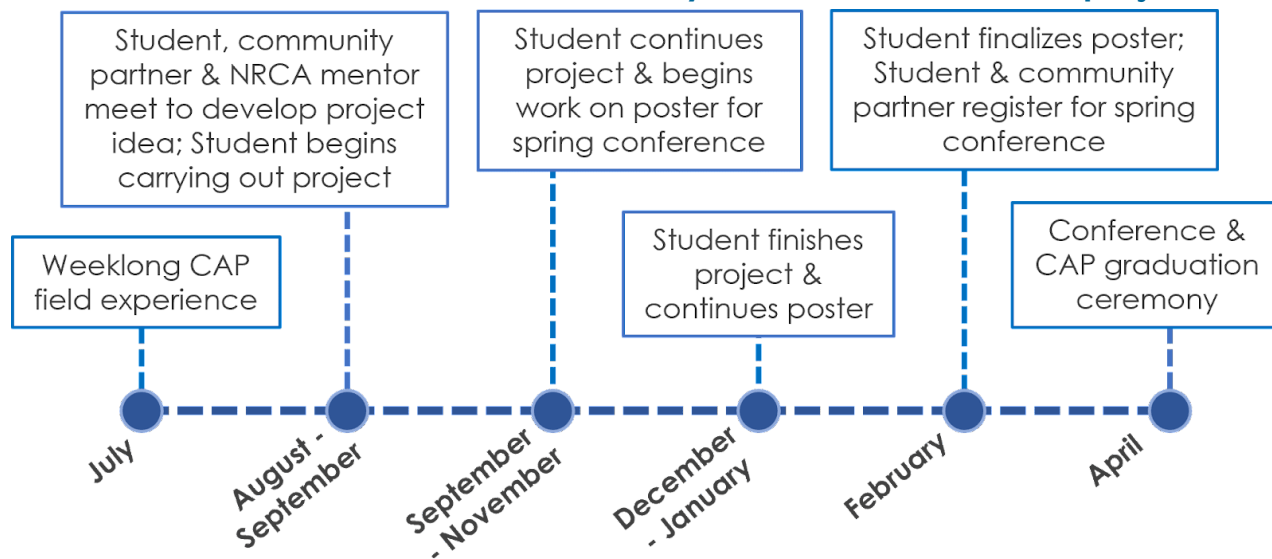 Student, community
partner & NRCA mentor
meet to develop project
idea; Student begins
carrying out project
Student continues
project & begins
work on poster for
spring conference
Student finalizes poster;
Student & community
partner register for spring
conference
Weeklong CAP
field experience
Student finishes
project &
continues poster
Conference &
CAP graduation
ceremony
July
August -
September
September
- November
December
- January
February
April